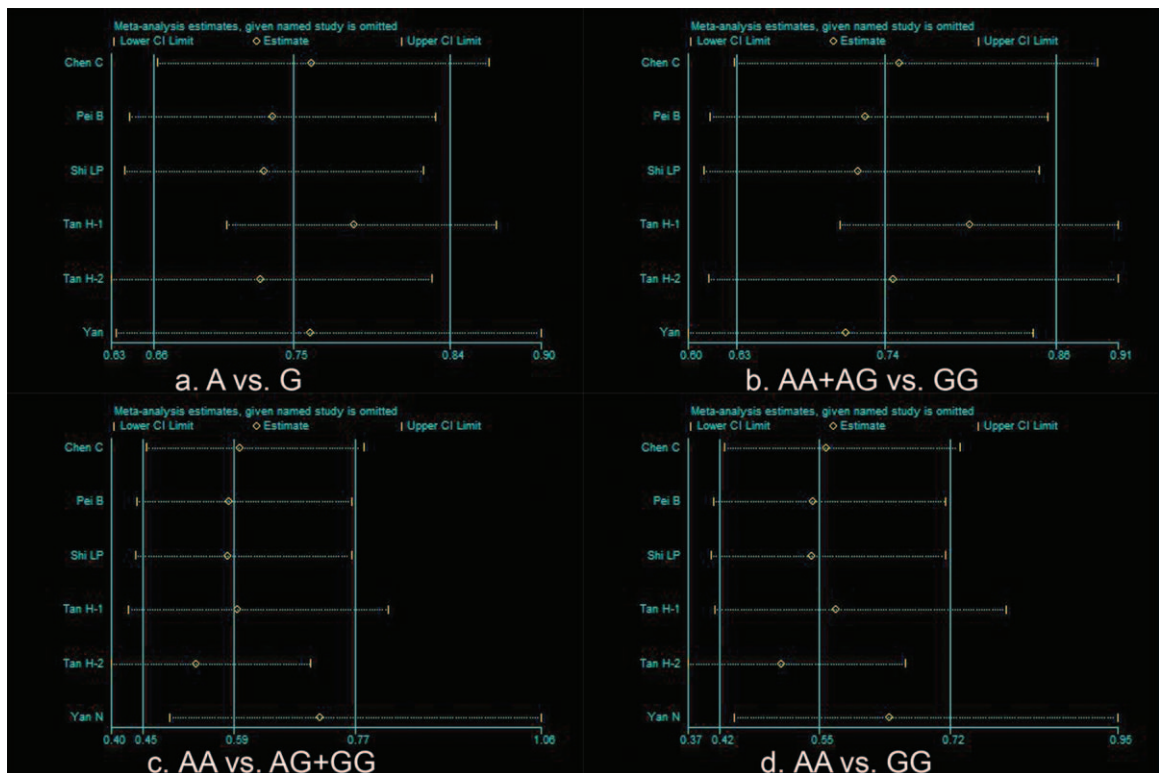 Meta-analysis estimates, given named study is omitted
Lower CI Limit Estimate Upper CI Limit
Chen C
Pei B
Shi LP
Tan H-1
Tan H-2
Yan
0.63 0.66 0.75 0.84 0.90
a. A vs. G
Meta-analysis estimates, given named study is omitted
Lower CI Limit Estimate Upper CI Limit
Chen C
Pei B
Shi LP
Tan H-1
Tan H-2
Yan
0.60 0.63 0.74 0.86 0.91
b. AA+AG vs. GG
Meta-analysis estimates, given named study is omitted
Lower CI Limit Estimate Upper CI Limit
Chen C
Pei B
Shi LP
Tan H-1
Tan H-2
Yan N
0.40 0.45 0.59 0.77 1.06
c. AA vs. AG+GG
Meta-analysis estimates, given named study is omitted
Lower CI Limit Estimate Upper CI Limit
Chen C
Pei B
Shi LP
Tan H-1
Tan H-2
Yan N
0.37 0.42 0.55 0.72 0.95
d. AA vs. GG